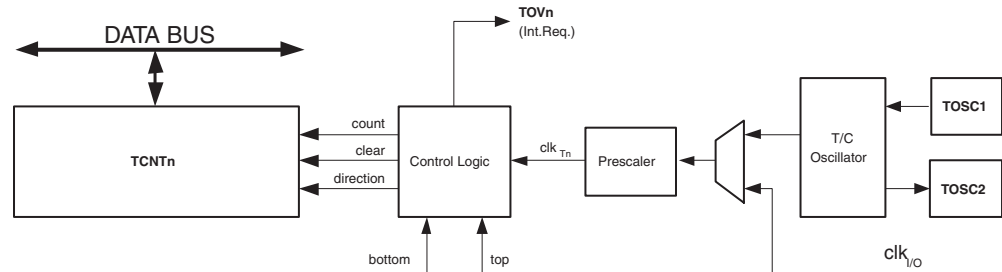 DATA BUS
TOVn
(Int.Req.)
TCNTn
count
clear
direction
Control Logic
clk Tn
Prescaler
T/C
Oscillator
TOSC1
TOSC2
bottom
top
clk I/O